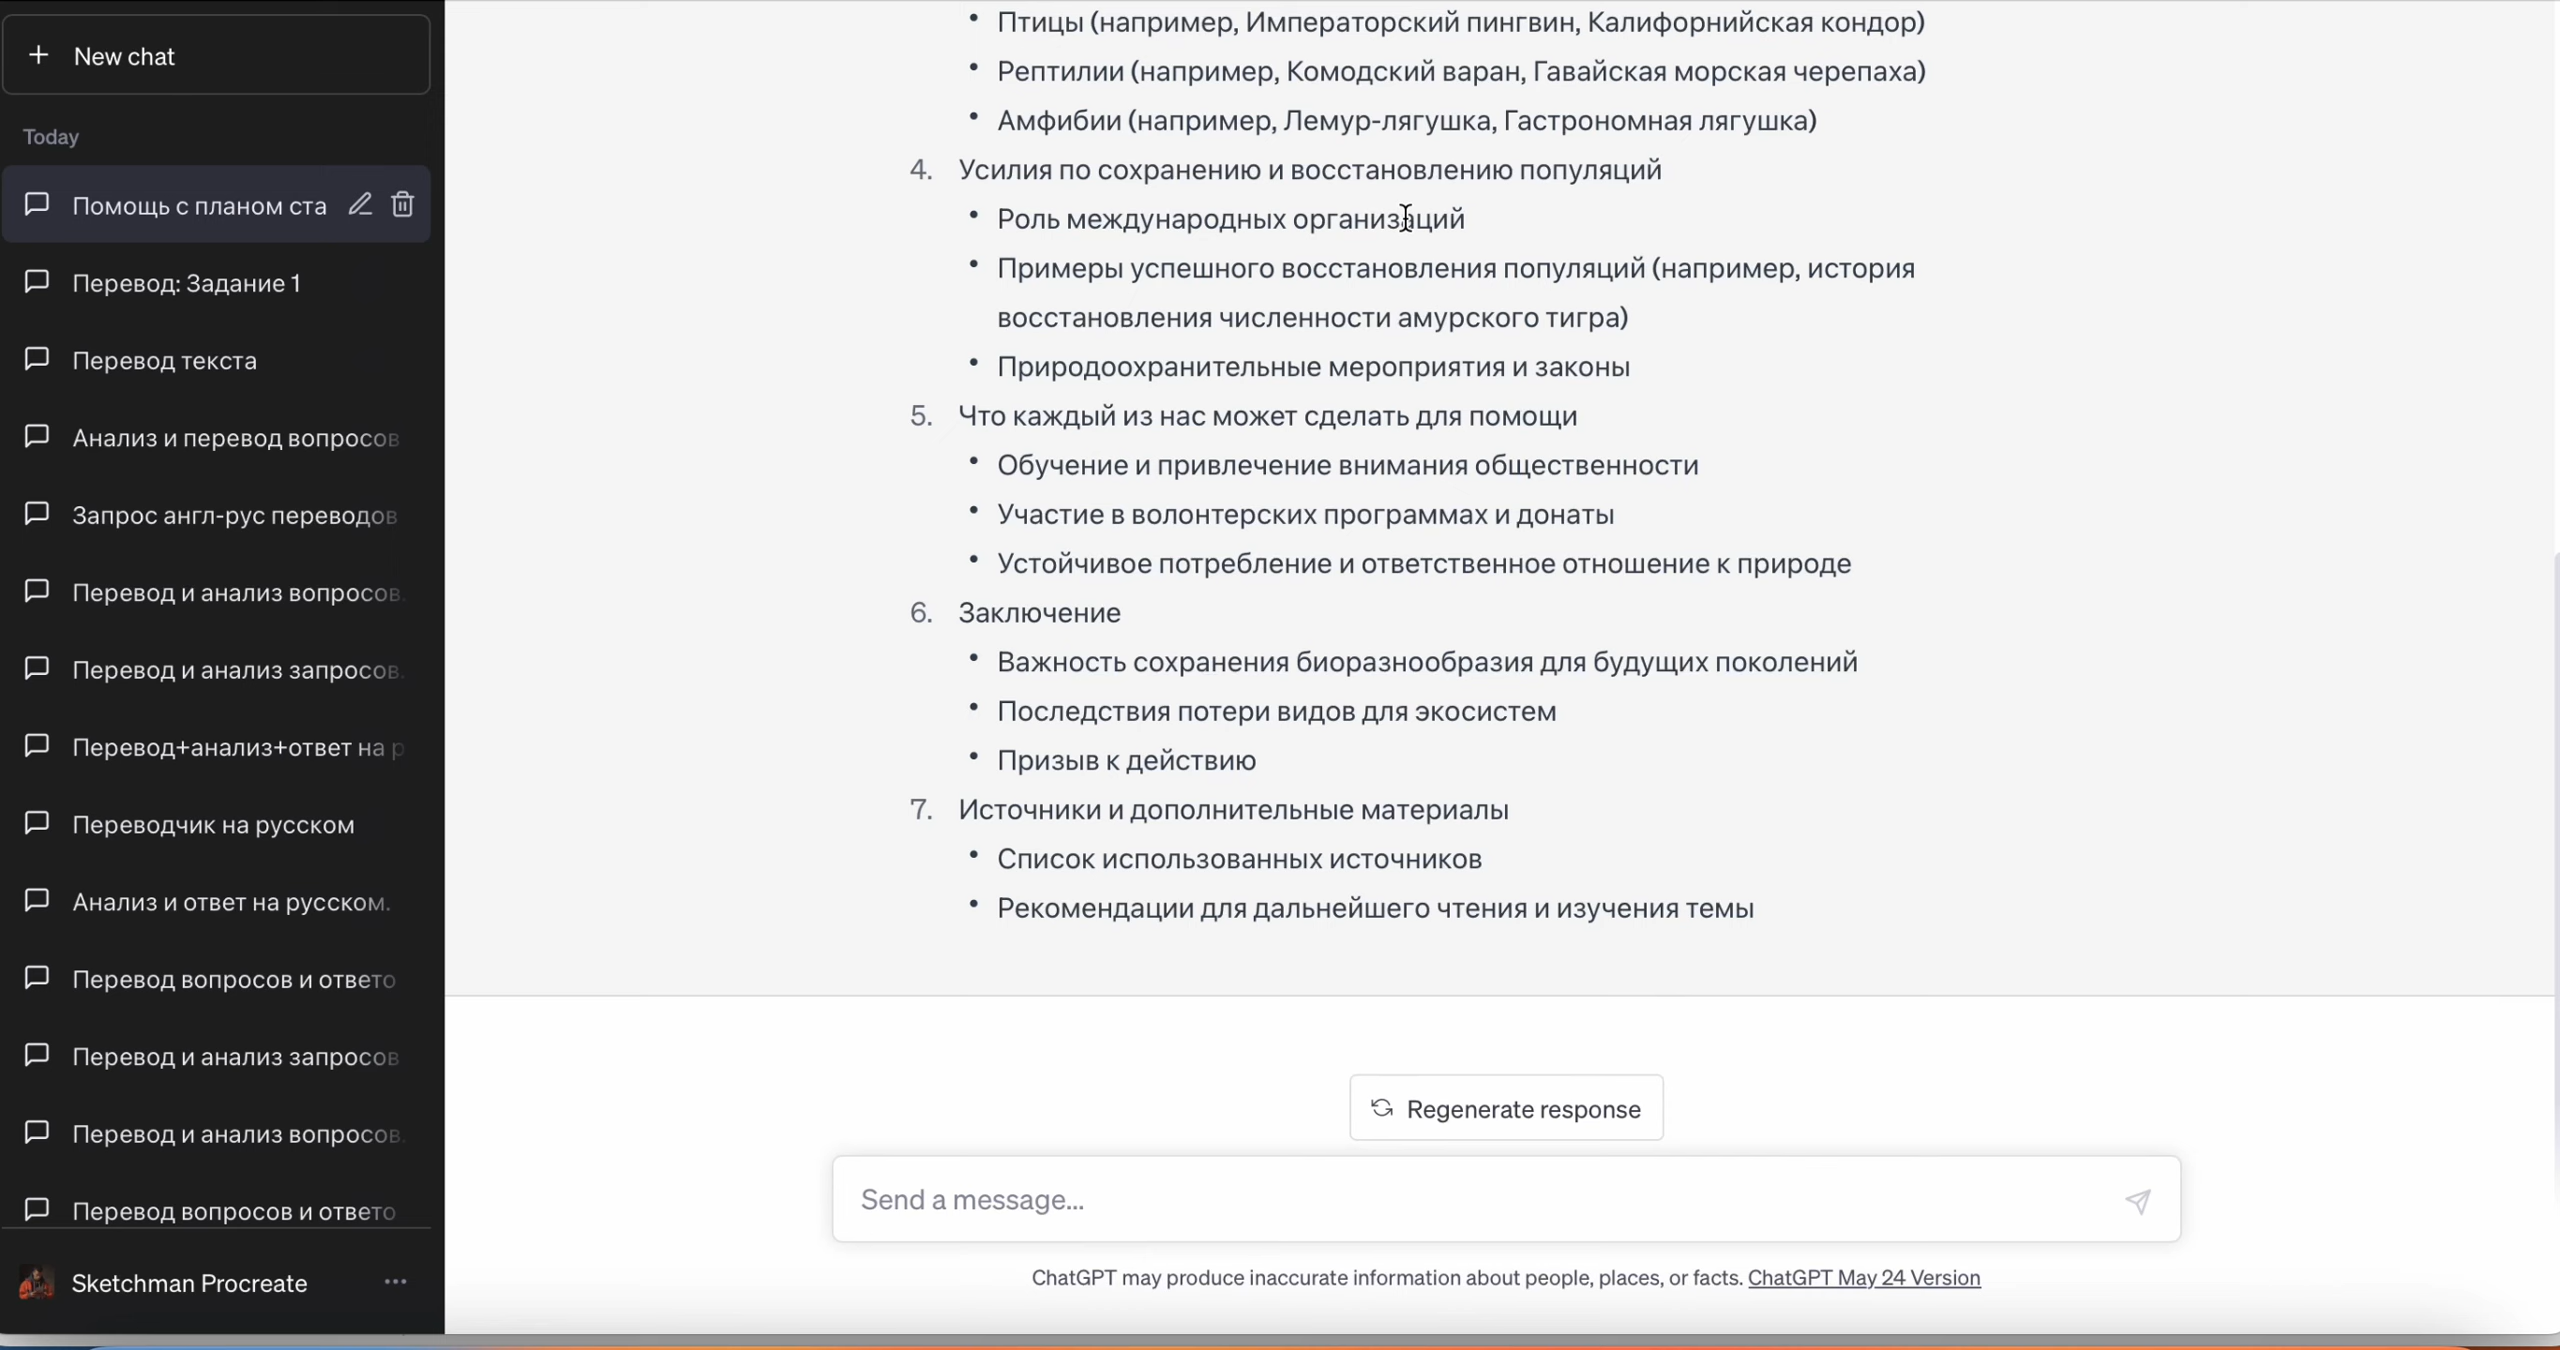 New chat
Today
Помощь с планом ста
Перевод: Задание 1
Перевод текста
Анализ и перевод вопросов
Запрос англ-рус переводов
Перевод и анализ вопросов.
Перевод и анализ запросов.
Перевод+анализ+ответ на р
Переводчик на русском
Анализ и ответ на русском.
Перевод вопросов и ответо
Перевод и анализ запросов
Перевод и анализ вопросов.
Перевод вопросов и ответо
Sketchman Procreate
• Птицы (например, Императорский пингвин, Калифорнийская кондор)
• Рептилии (например, Комодский варан, Гавайская морская черепаха)
• Амфибии (например, Лемур-лягушка, Гастрономная лягушка)
4. Усилия по сохранению и восстановлению популяций
• Роль международных организаций
• Примеры успешного восстановления популяций (например, история
восстановления численности амурского тигра)
• Природоохранительные мероприятия и законы
5. Что каждый из нас может сделать для помощи
• Обучение и привлечение внимания общественности
• Участие в волонтерских программах и донаты
• Устойчивое потребление и ответственное отношение к природе
6. Заключение
• Важность сохранения биоразнообразия для будущих поколений
• Последствия потери видов для экосистем
• Призыв к действию
7. Источники и дополнительные материалы
• Список использованных источников
• Рекомендации для дальнейшего чтения и изучения темы
Regenerate response
Send a message...
ChatGPT may produce inaccurate information about people, places, or facts. ChatGPT May 24 Version